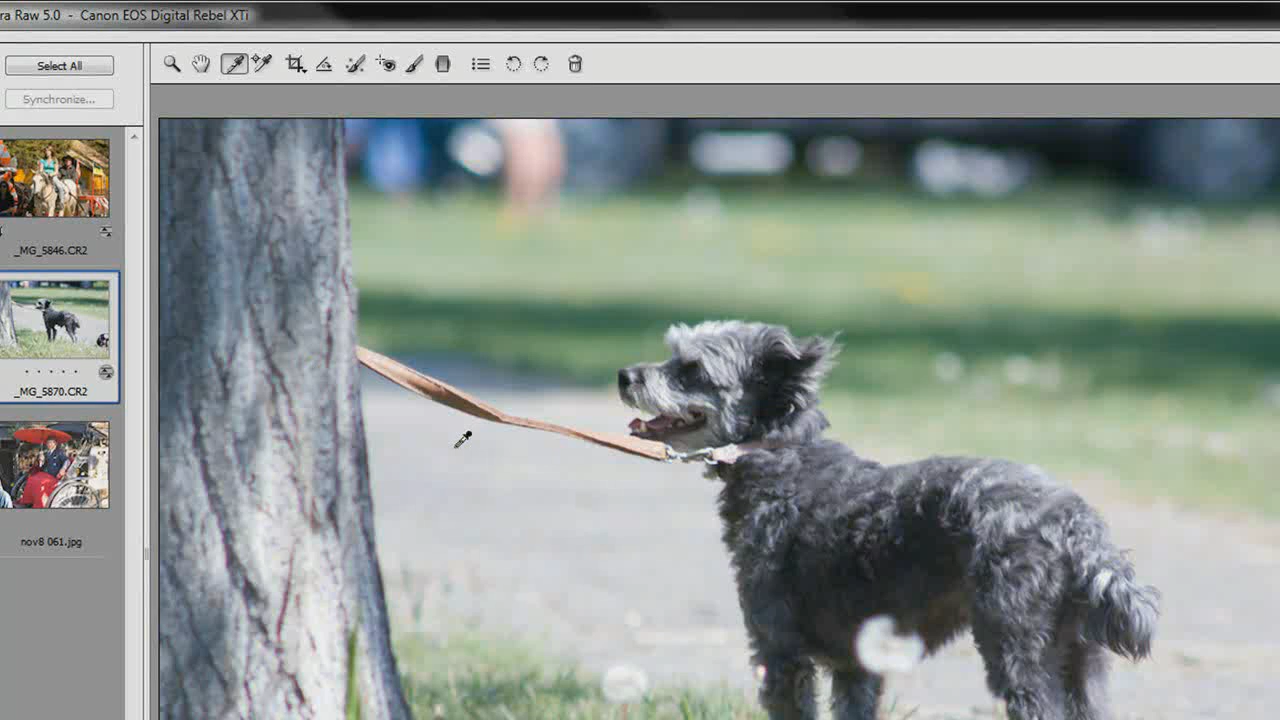 ra Raw 5.0 - Canon EOS Digital Rebel XTi
Select All
Synchronize...
_MG_5846.CR2
_MG_5870.CR2
nov8 061.jpg